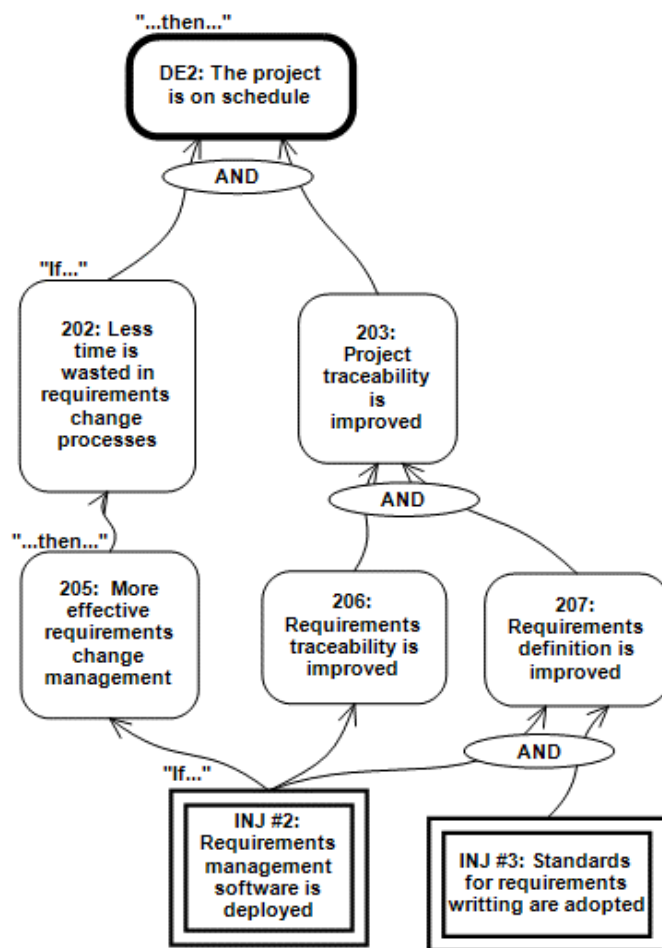 "...then..."
DE2: The project
is on schedule
AND
"If..."
202: Less
time is
wasted in
requirements
change
processes
203:
Project
traceability
is
improved
AND
"...then..."
205:  More
effective
requirements
change
management
206:
Requirements
traceability is
improved
207:
Requirements
definition is
improved
AND
"If..."
INJ #2:
Requirements
management
software is
deployed
INJ #3: Standards
for requirements
writting are adopted